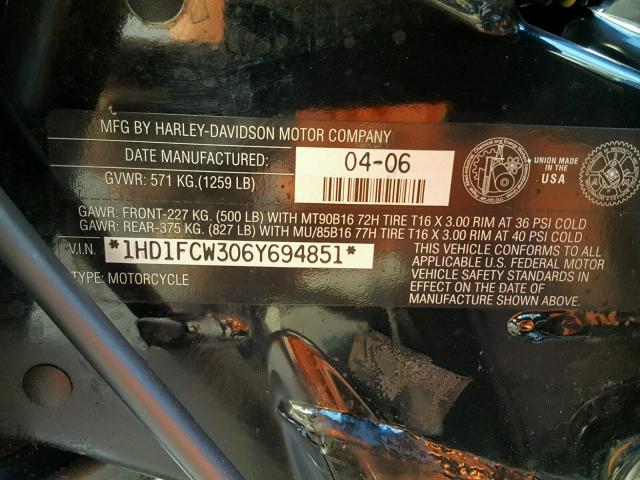 MFG BY HARLEY-DAVIDSON MOTOR COMPANY
DATE MANUFACTURED: 04-06
GVWR: 571 KG.(1259 LB)
UNION MADE
IN THE
USA
GAWR: FRONT-227 KG. (500 LB) WITH MT90B16 72H TIRE T16 X 3.00 RIM AT 36 PSI COLD
GAWR: REAR-375 KG. (827 LB) WITH MU/85B16 77H TIRE T16 X 3.00 RIM AT 40 PSI COLD
V.I.N. *1HD1FCW306Y694851*
TYPE: MOTORCYCLE
THIS VEHICLE CONFORMS TO ALL
APPLICABLE U.S. FEDERAL MOTOR
VEHICLE SAFETY STANDARDS IN
EFFECT ON THE DATE OF
MANUFACTURE SHOWN ABOVE.